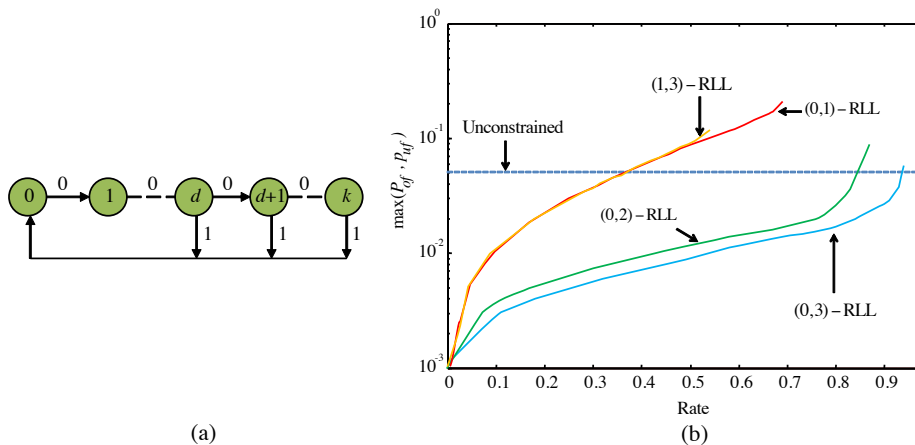 0 0 1 0 d 0 d+1 0 k
1 1 1
(a)
max(P_of , p_uf)
10^0
10^-1
10^-2
10^-3
Unconstrained
(1,3) – RLL
(0,1) – RLL
(0,2) – RLL
(0,3) – RLL
0 0.1 0.2 0.3 0.4 0.5 0.6 0.7 0.8 0.9
Rate
(b)